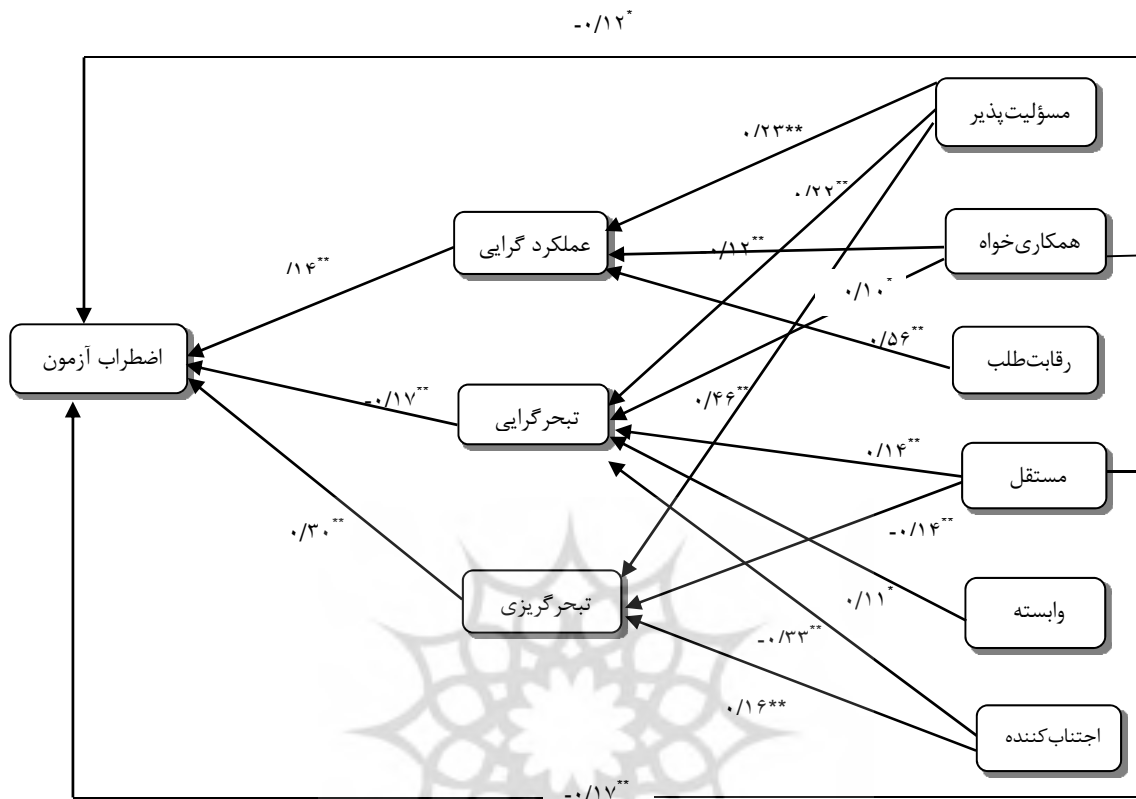 -۰/۱۲*
مسؤلیت‌پذیر
۰/۲۳**
۰/۲۲**
عملکرد گرایی
همکاری‌خواه
۰/۱۲**
/۱۴**
۰/۱۰*
اضطراب آزمون
رقابت‌طلب
۰/۵۶**
-۰/۱۷**
۰/۴۶**
تبحرگرایی
۰/۱۴**
مستقل
۰/۳۰**
-۰/۱۴**
تبحرگریزی
۰/۱۱*
وابسته
-۰/۳۳**
۰/۱۶**
اجتناب‌کننده
-۰/۱۷**